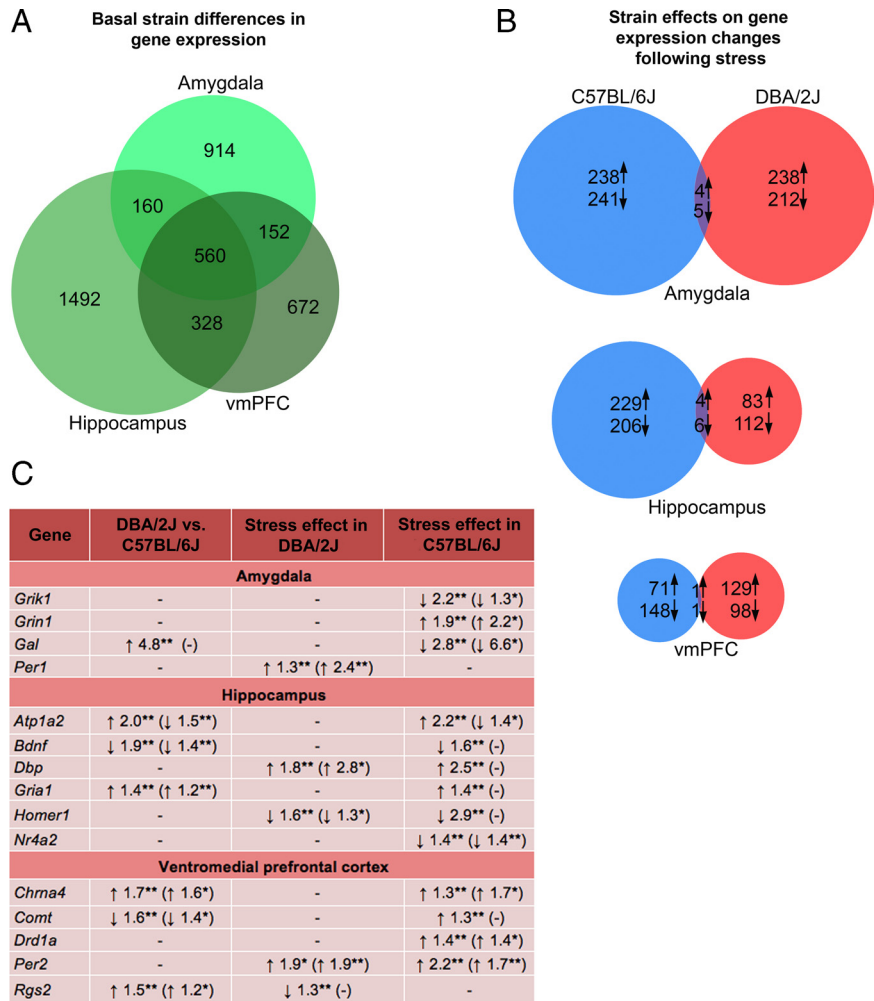 A
Basal strain differences in
gene expression
Amygdala
914
160
152
560
1492
672
328
vmPFC
Hippocampus
B
Strain effects on gene
expression changes
following stress
C57BL/6J DBA/2J
238↑ 4↑ 238↑
241↓ 5↓ 212↓
Amygdala
229↑ 4↑ 83↑
206↓ 6↓ 112↓
Hippocampus
71↑ 1↑ 129↑
148↓ 1↓ 98↓
vmPFC
C
Gene DBA/2J vs. C57BL/6J Stress effect in DBA/2J Stress effect in C57BL/6J
Amygdala
Grik1 - - ↓ 2.2** (↓ 1.3*)
Grin1 - - ↑ 1.9** (↑ 2.2*)
Gal ↑ 4.8** (-) - ↓ 2.8** (↓ 6.6*)
Per1 - ↑ 1.3** (↑ 2.4**) -
Hippocampus
Atp1a2 ↑ 2.0** (↓ 1.5**) - ↑ 2.2** (↓ 1.4*)
Bdnf ↓ 1.9** (↓ 1.4**) - ↓ 1.6** (-)
Dbp - ↑ 1.8** (↑ 2.8*) ↑ 2.5** (-)
Gria1 ↑ 1.4** (↑ 1.2**) - ↑ 1.4** (-)
Homer1 - ↓ 1.6** (↓ 1.3*) ↓ 2.9** (-)
Nr4a2 - - ↓ 1.4** (↓ 1.4**)
Ventromedial prefrontal cortex
Chrna4 ↑ 1.7** (↑ 1.6*) - ↑ 1.3** (↑ 1.7*)
Comt ↓ 1.6** (↓ 1.4*) - ↑ 1.3** (-)
Drd1a - - ↑ 1.4** (↑ 1.4*)
Per2 - ↑ 1.9* (↑ 1.9**) ↑ 2.2** (↑ 1.7**)
Rgs2 ↑ 1.5** (↑ 1.2*) ↓ 1.3** (-) -